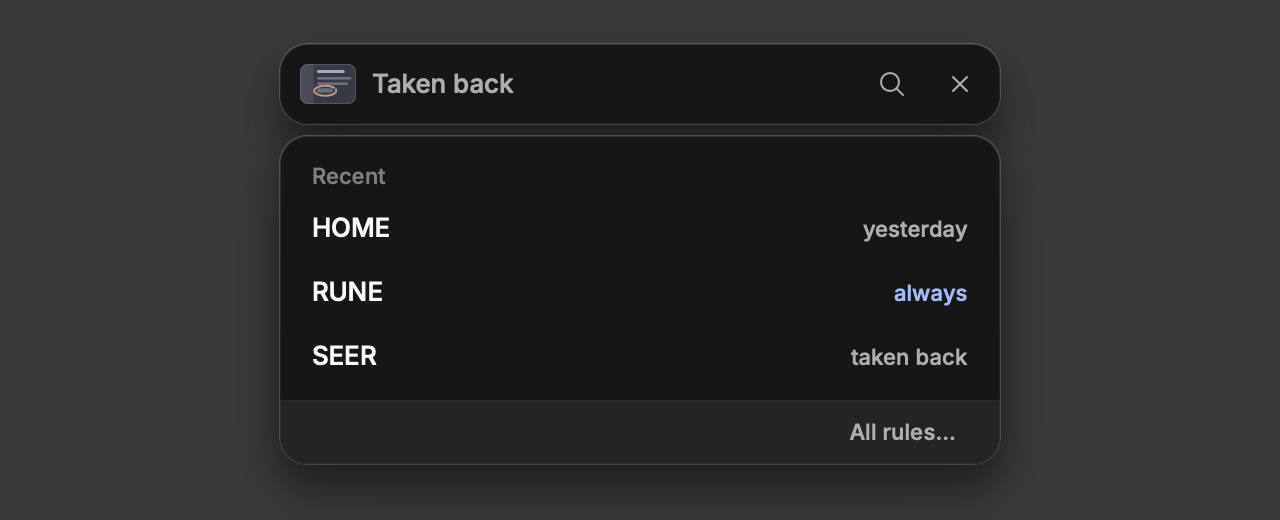 Taken back
Recent
HOME yesterday
RUNE always
SEER taken back
All rules...